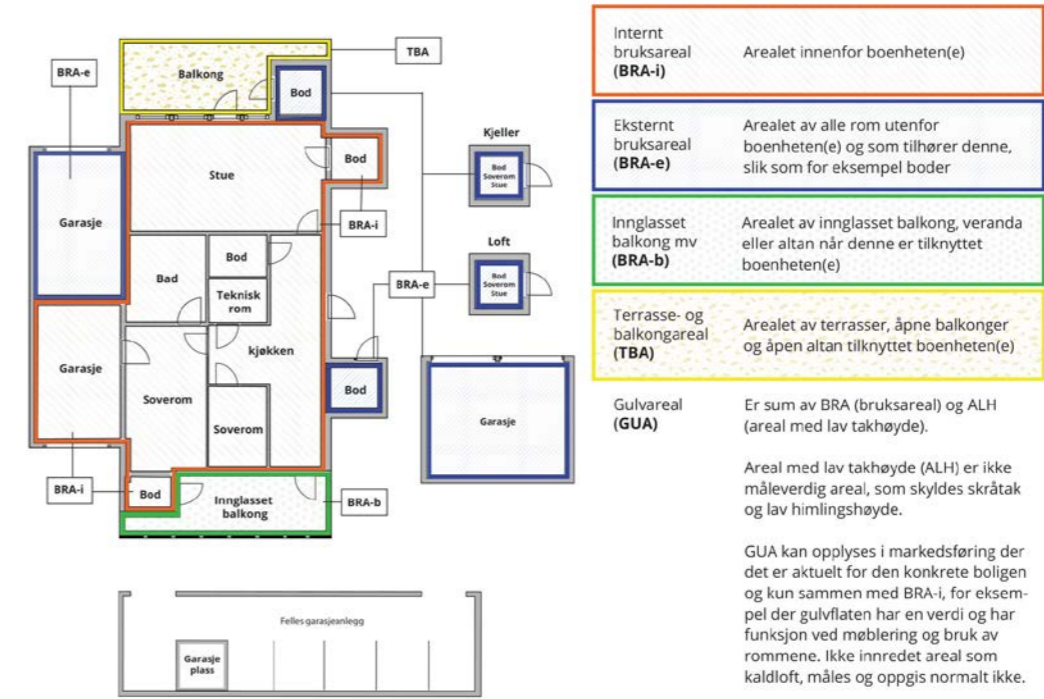 TBA
BRA-e
Balkong
Bod
Kjeller
Bod
Soverom
Stue
Stue
Bod
Garasje
BRA-i
Loft
Bod
Soverom
Stue
Bad
Bod
Teknisk
rom
BRA-e
kjøkken
Garasje
Soverom
Bod
Soverom
Garasje
BRA-i
Bod
Innglasset
balkong
BRA-b
Felles garasjeanlegg
Garasje
plass
Internt
bruksareal
(BRA-i)
Arealet innenfor boenheten(e)
Eksternt
bruksareal
(BRA-e)
Arealet av alle rom utenfor
boenheten(e) og som tilhører denne,
slik som for eksempel boder
Innglasset
balkong mv
(BRA-b)
Arealet av innglasset balkong, veranda
eller altan når denne er tilknyttet
boenheten(e)
Terrasse- og
balkongareal
(TBA)
Arealet av terrasser, åpne balkonger
og åpen altan tilknyttet boenheten(e)
Gulvareal
(GUA)
Er sum av BRA (bruksareal) og ALH
(areal med lav takhøyde).
Areal med lav takhøyde (ALH) er ikke
måleverdig areal, som skyldes skråtak
og lav himlingshøyde.
GUA kan opplyses i markedsføring der
det er aktuelt for den konkrete boligen
og kun sammen med BRA-i, for eksem-
pel der gulvflaten har en verdi og har
funksjon ved møblering og bruk av
rommene. Ikke innredet areal som
kaldloft, måles og oppgis normalt ikke.